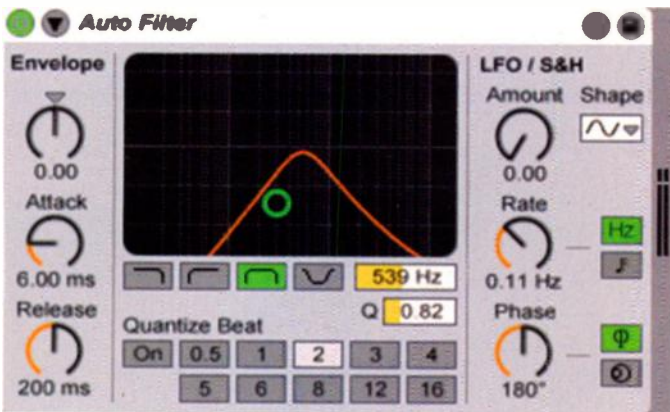 Auto Filter
Envelope
0.00
Attack
6.00 ms
Release
200 ms
539 Hz
Q 0.82
Quantize Beat
On 0.5 1 2 3 4
5 6 8 12 16
LFO / S&H
Amount Shape
0.00
Rate
Hz
0.11 Hz
Phase
180°